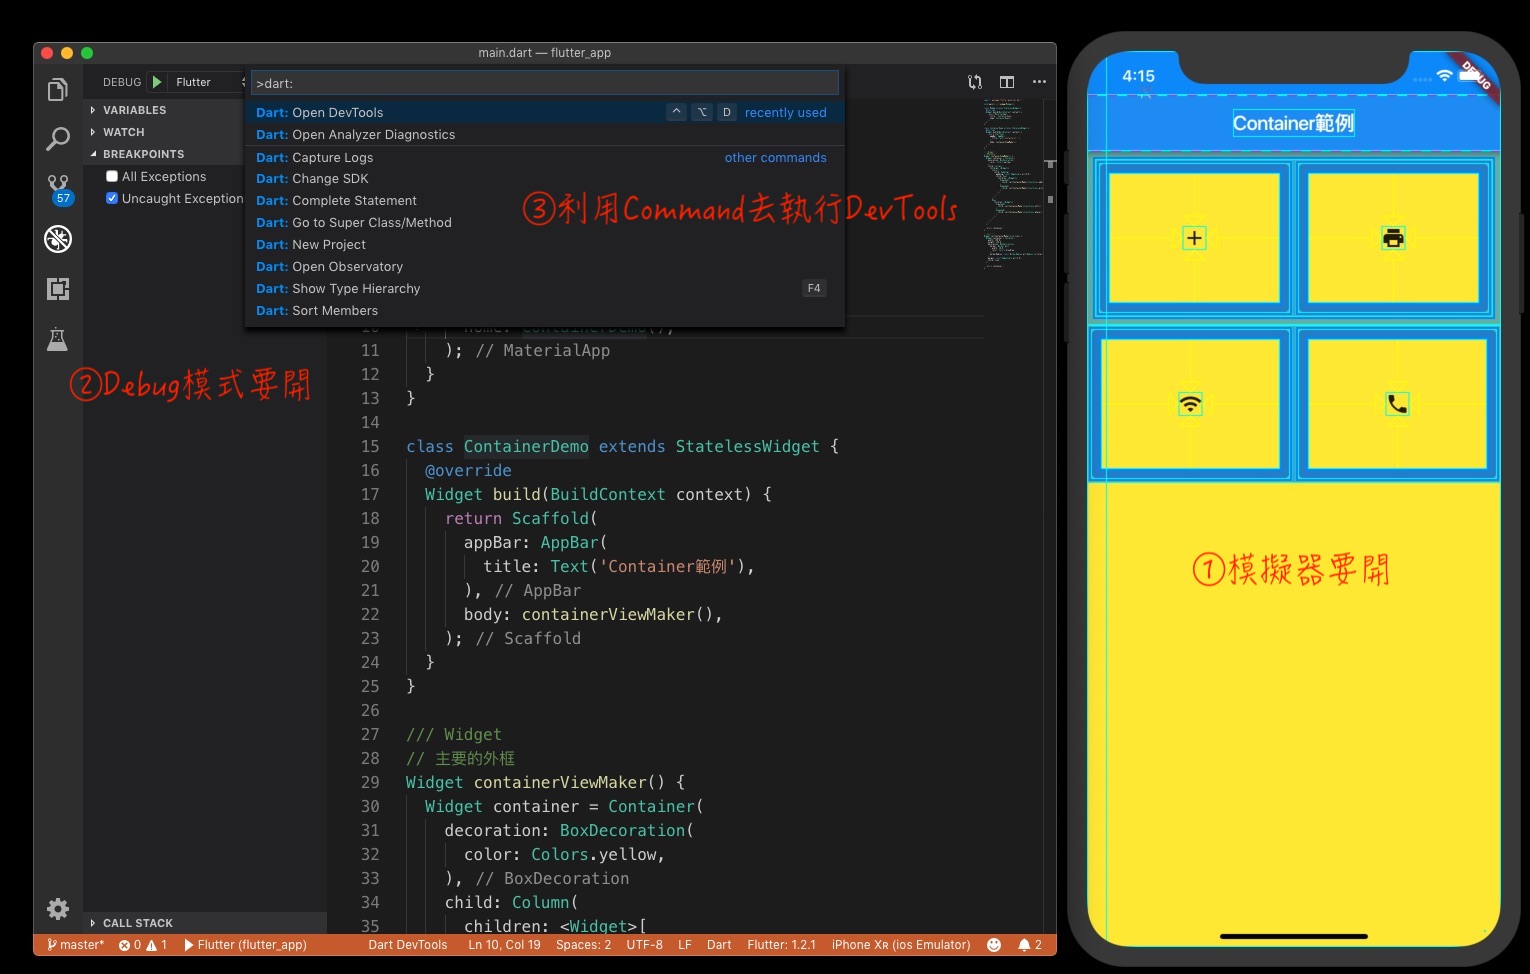 main.dart — flutter_app
DEBUG Flutter
>dart:
VARIABLES
WATCH
BREAKPOINTS
All Exceptions
Uncaught Exception
57
Dart: Open DevTools ^ ⌥ D recently used
Dart: Open Analyzer Diagnostics
Dart: Capture Logs other commands
Dart: Change SDK
Dart: Complete Statement
Dart: Go to Super Class/Method
Dart: New Project
Dart: Open Observatory
Dart: Show Type Hierarchy F4
Dart: Sort Members
③利用Command去執行DevTools
②Debug模式要開
10 home: ContainerDemo(),
11 ); // MaterialApp
12 }
13 }
14
15 class ContainerDemo extends StatelessWidget {
16 @override
17 Widget build(BuildContext context) {
18 return Scaffold(
19 appBar: AppBar(
20 title: Text('Container範例'),
21 ), // AppBar
22 body: containerViewMaker(),
23 ); // Scaffold
24 }
25 }
26
27 /// Widget
28 // 主要的外框
29 Widget containerViewMaker() {
30 Widget container = Container(
31 decoration: BoxDecoration(
32 color: Colors.yellow,
33 ), // BoxDecoration
34 child: Column(
35 children: <Widget>[
CALL STACK
master* 0 1 Flutter (flutter_app) Dart DevTools Ln 10, Col 19 Spaces: 2 UTF-8 LF Dart Flutter: 1.2.1 iPhone Xʀ (ios Emulator) 2
4:15
DEBUG
Container範例
①模擬器要開